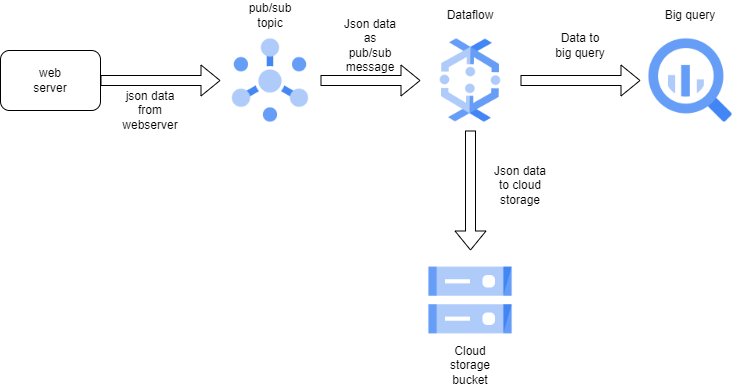 web
server
json data
from
webserver
pub/sub
topic
Json data
as
pub/sub
message
Dataflow
Data to
big query
Big query
Json data
to cloud
storage
Cloud
storage
bucket